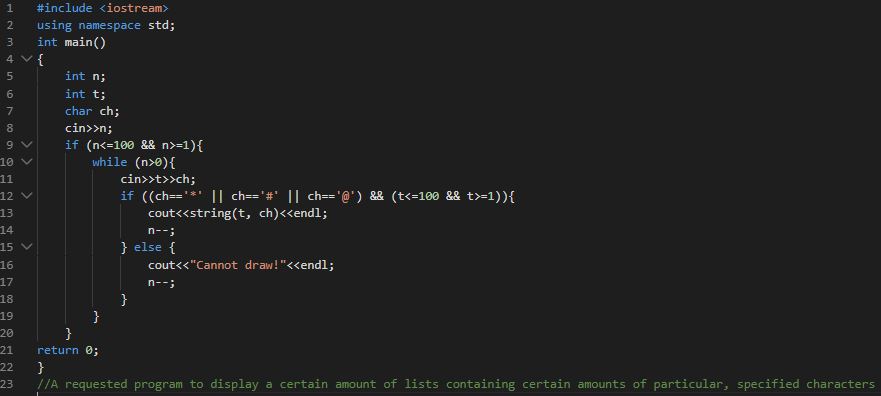 1 #include <iostream>
2 using namespace std;
3 int main()
4 {
5 int n;
6 int t;
7 char ch;
8 cin>>n;
9 if (n<=100 && n>=1){
10 while (n>0){
11 cin>>t>>ch;
12 if ((ch=='*' || ch=='#' || ch=='@') && (t<=100 && t>=1)){
13 cout<<string(t, ch)<<endl;
14 n--;
15 } else {
16 cout<<"Cannot draw!"<<endl;
17 n--;
18 }
19 }
20 }
21 return 0;
22 }
23 //A requested program to display a certain amount of lists containing certain amounts of particular, specified characters